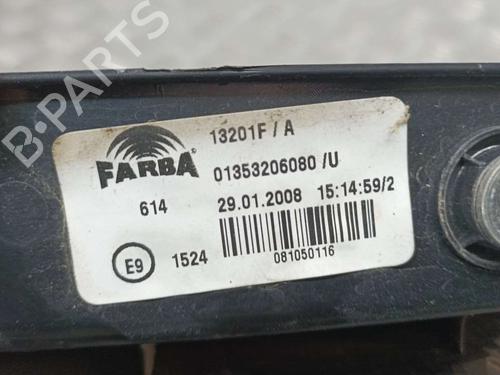 B-PARTS
13201F / A
FARBA
01353206080 /U
614
29.01.2008 15:14:59/2
E9
1524
081050116